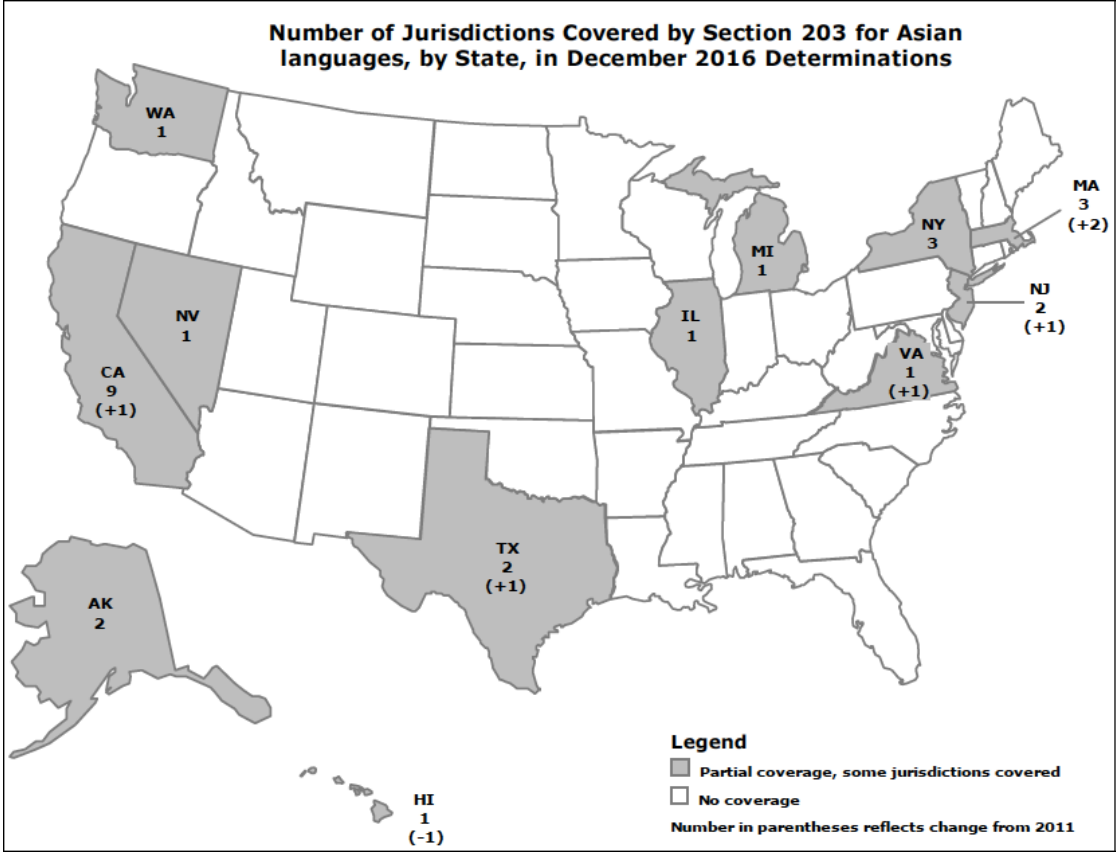 Number of Jurisdictions Covered by Section 203 for Asian
languages, by State, in December 2016 Determinations
WA
1
MA
3
(+2)
NY
3
MI
1
NJ
2
(+1)
NV
1
IL
1
VA
1
(+1)
CA
9
(+1)
TX
2
(+1)
AK
2
HI
1
(-1)
Legend
Partial coverage, some jurisdictions covered
No coverage
Number in parentheses reflects change from 2011